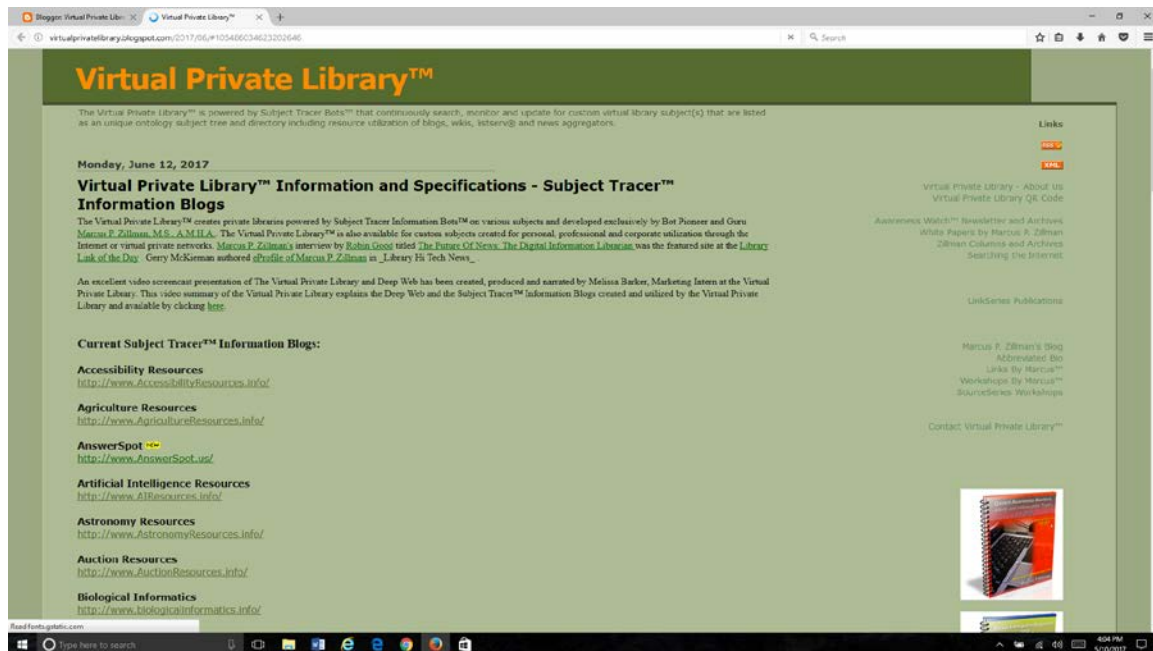 Blogger: Virtual Private Libr
Virtual Private Library™
virtualprivatelibrary.blogspot.com/2017/06/#105486034623202646
Search
Virtual Private Library™
The Virtual Private Library™ is powered by Subject Tracer Bots™ that continuously search, monitor and update for custom virtual library subject(s) that are listed
as an unique ontology subject tree and directory including resource utilization of blogs, wikis, listserv® and news aggregators.
Monday, June 12, 2017
Virtual Private Library™ Information and Specifications - Subject Tracer™
Information Blogs
The Virtual Private Library™ creates private libraries powered by Subject Tracer Information Bots™ on various subjects and developed exclusively by Bot Pioneer and Guru
Marcus P. Zillman, M.S., A.M.H.A.. The Virtual Private Library™ is also available for custom subjects created for personal, professional and corporate utilization through the
Internet or virtual private networks. Marcus P. Zillman's interview by Robin Good titled The Future Of News: The Digital Information Librarian was the featured site at the Library
Link of the Day. Gerry McKiernan authored eProfile of Marcus P. Zillman in _Library Hi Tech News_
An excellent video screencast presentation of The Virtual Private Library and Deep Web has been created, produced and narrated by Melissa Barker, Marketing Intern at the Virtual
Private Library. This video summary of the Virtual Private Library explains the Deep Web and the Subject Tracer™ Information Blogs created and utilized by the Virtual Private
Library and available by clicking here.
Current Subject Tracer™ Information Blogs:
Accessibility Resources
http://www.AccessibilityResources.info/
Agriculture Resources
http://www.AgricultureResources.info/
AnswerSpot NEW
http://www.AnswerSpot.us/
Artificial Intelligence Resources
http://www.AIResources.info/
Astronomy Resources
http://www.AstronomyResources.info/
Auction Resources
http://www.AuctionResources.info/
Biological Informatics
http://www.biologicalinformatics.info/
Links
RSS
XML
Virtual Private Library - About Us
Virtual Private Library QR Code
Awareness Watch™ Newsletter and Archives
White Papers by Marcus P. Zillman
Zillman Columns and Archives
Searching the Internet
LinkSeries Publications
Marcus P. Zillman's Blog
Abbreviated Bio
Links By Marcus™
Workshops By Marcus™
SourceSeries Workshops
Contact Virtual Private Library™
Read fonts.gstatic.com
Type here to search
4:04 PM
5/10/2017